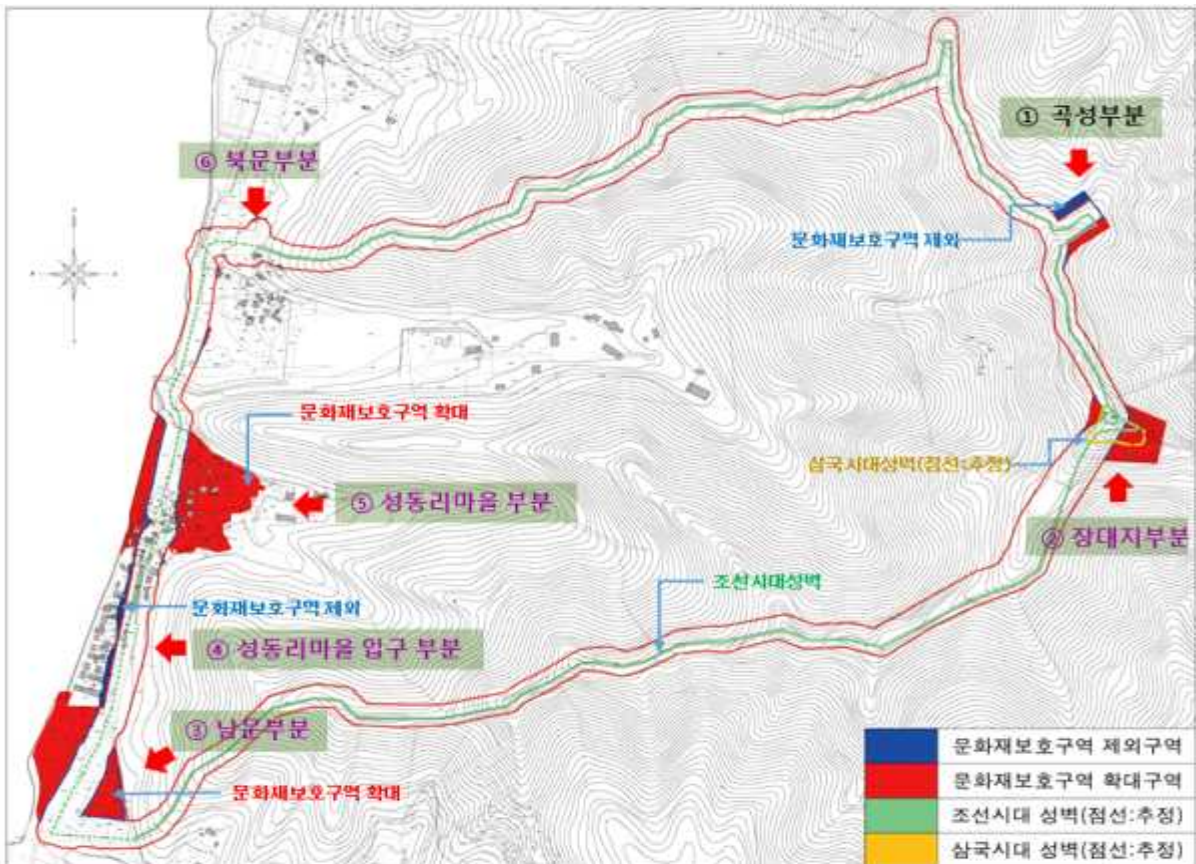 ① 곡성부분
⑥ 북문부분
문화재보호구역 제외
문화재보호구역 확대
삼국시대성벽(점선:추정)
⑤ 성동리마을 부분
② 장대지부분
조선시대성벽
문화재보호구역 제외
④ 성동리마을 입구 부분
③ 남문부분
문화재보호구역 확대
문화재보호구역 제외구역
문화재보호구역 확대구역
조선시대 성벽(점선:추정)
삼국시대 성벽(점선:추정)